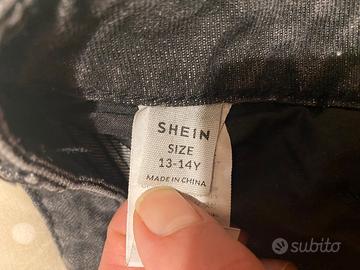 SHEIN
SIZE
13-14Y
MADE IN CHINA
subito